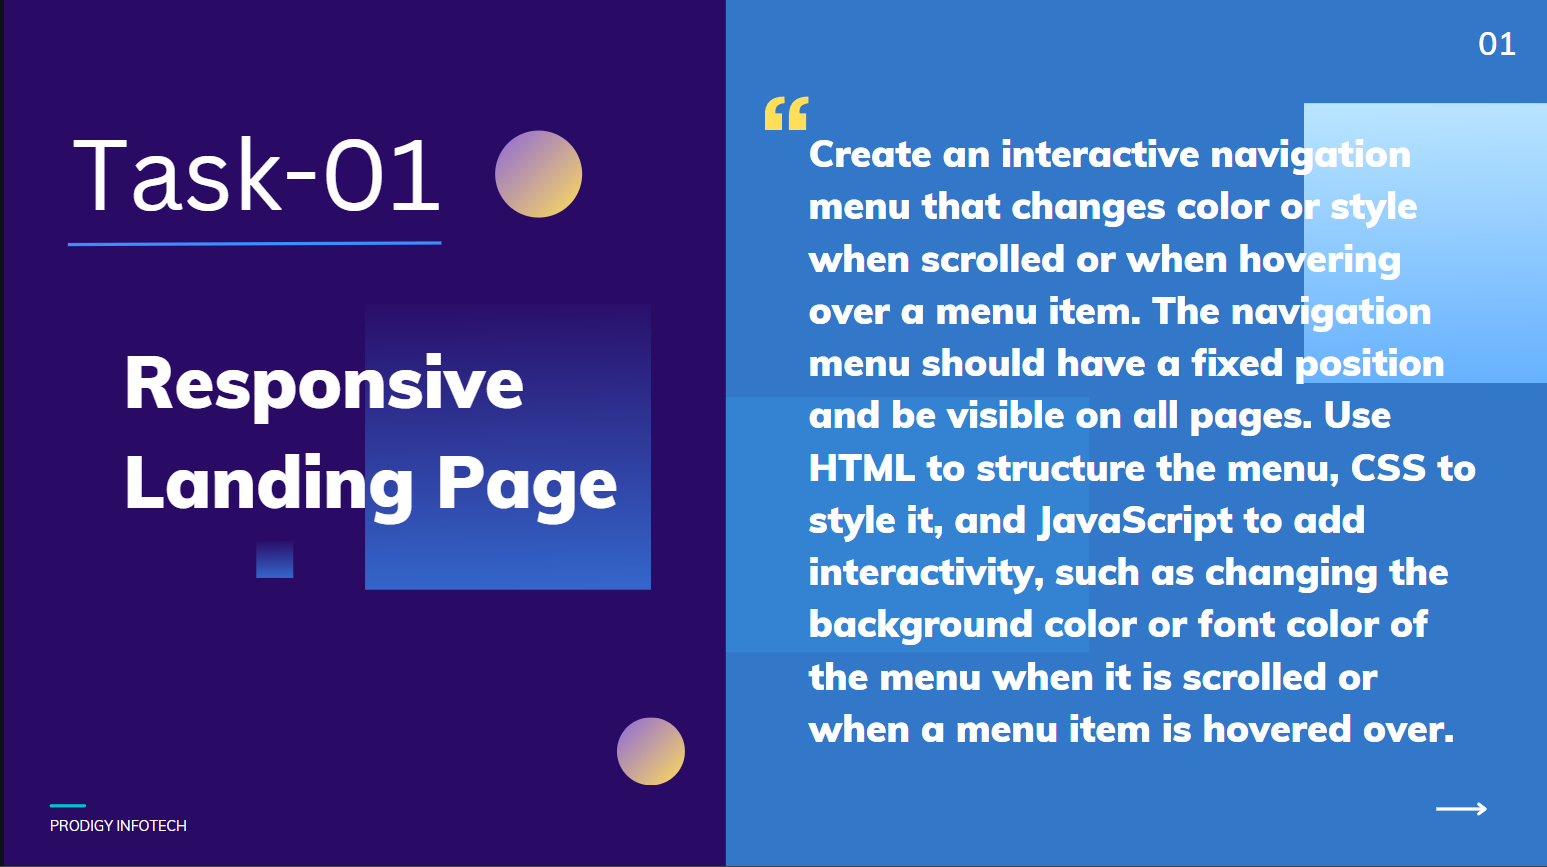 01
Task-01
Responsive
Landing Page
“
Create an interactive navigation
menu that changes color or style
when scrolled or when hovering
over a menu item. The navigation
menu should have a fixed position
and be visible on all pages. Use
HTML to structure the menu, CSS to
style it, and JavaScript to add
interactivity, such as changing the
background color or font color of
the menu when it is scrolled or
when a menu item is hovered over.
PRODIGY INFOTECH